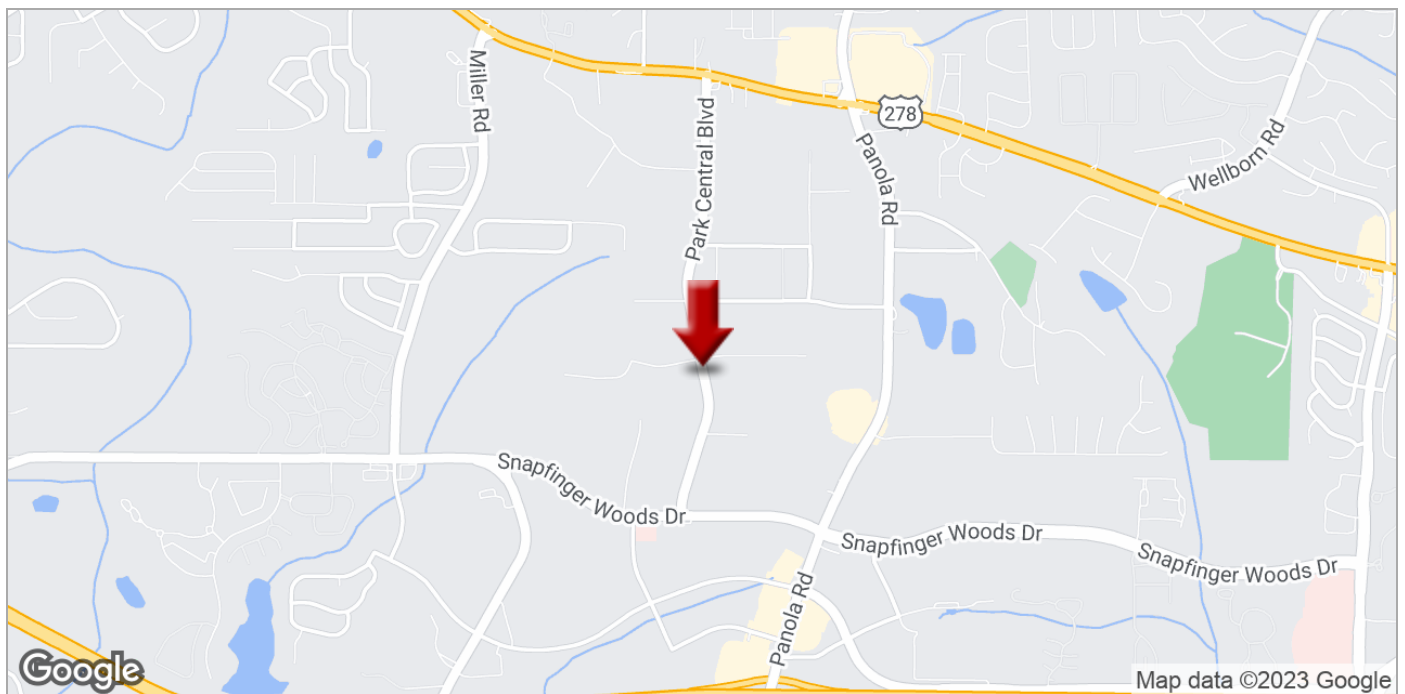 Miller Rd
Park Central Blvd
278
Panola Rd
Wellborn Rd
Snapfinger Woods Dr
Snapfinger Woods Dr
Snapfinger Woods Dr
Panola Rd
Google
Map data ©2023 Google